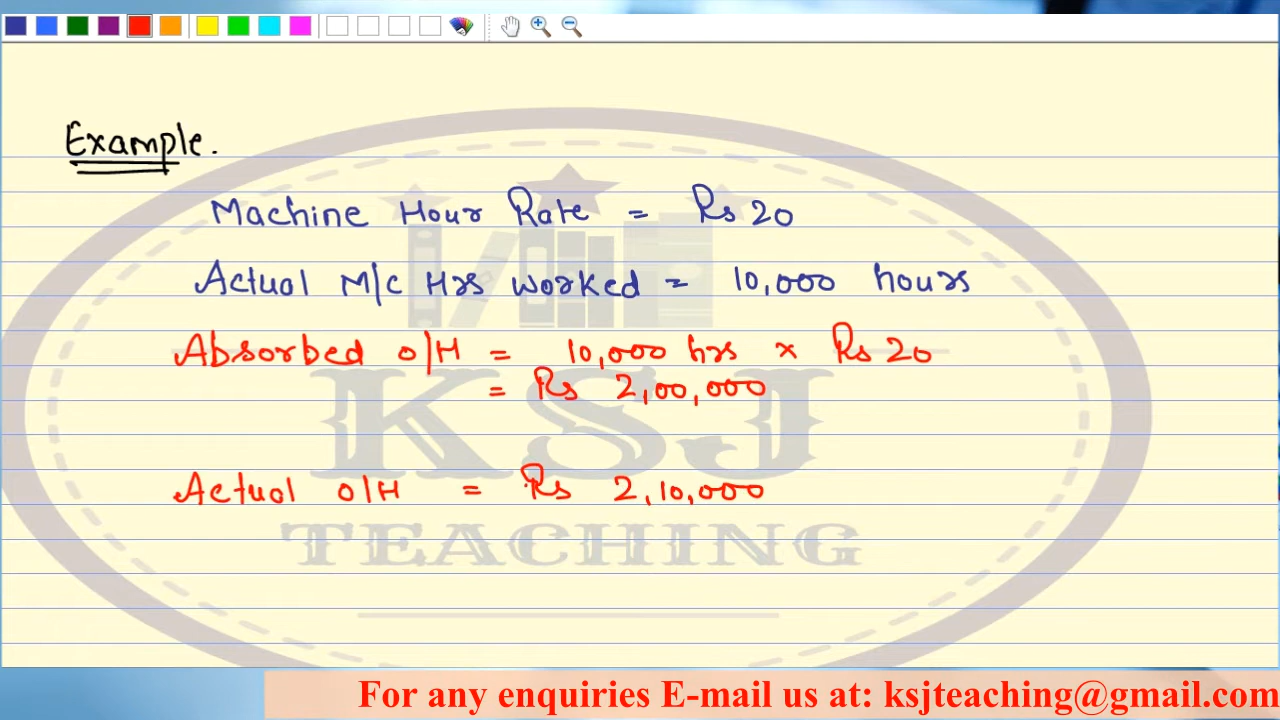 Example.
Machine Hour Rate = Rs 20
Actual M/c Hrs worked = 10,000 hours
Absorbed O/H = 10,000 hrs x Rs 20
= Rs 2,00,000
KSJ
Actual O/H = Rs 2,10,000
TEACHING
For any enquiries E-mail us at: ksjteaching@gmail.com